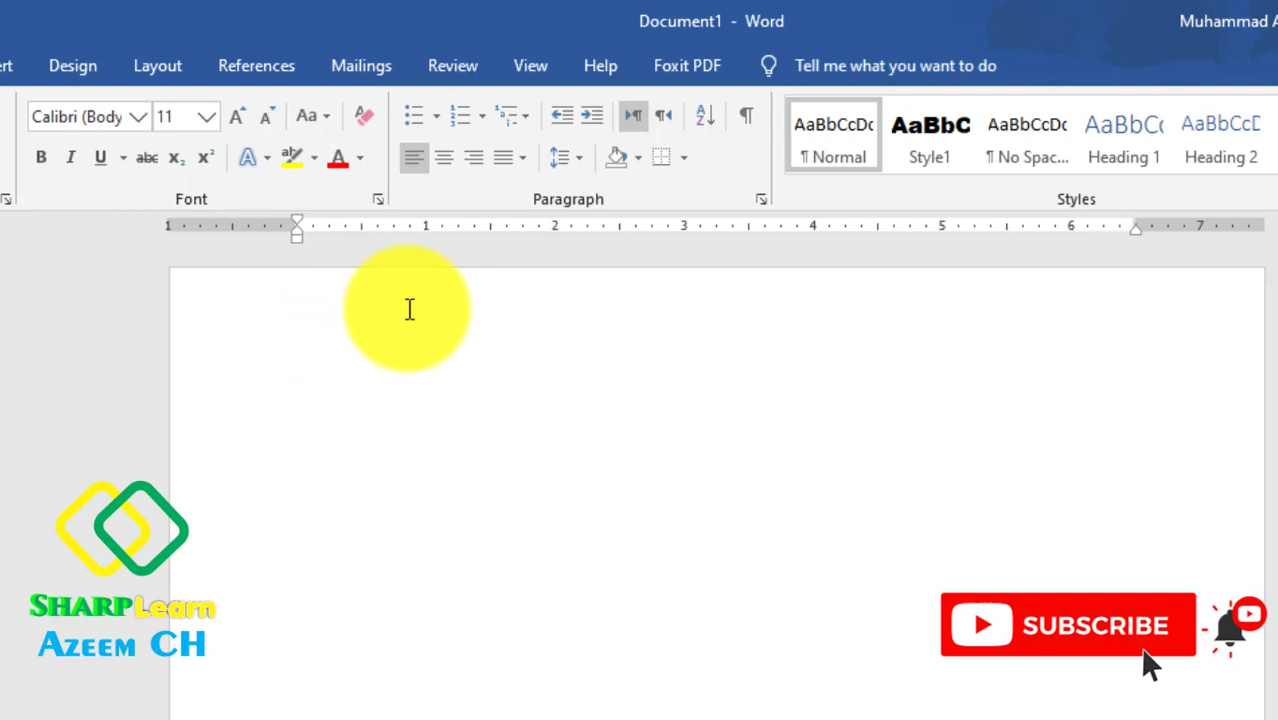 Document1 - Word
Muhammad A
ert Design Layout References Mailings Review View Help Foxit PDF Tell me what you want to do
Calibri (Body 11 Aa
AaBbCcDc AaBbC AaBbCcDc AaBbCc AaBbCcD
B I U abc x₂ x² A aby A
¶ Normal Style1 ¶ No Spac... Heading 1 Heading 2
Font Paragraph Styles
1 1 2 3 4 5 6 7
SHARPLearn
AZEEM CH
SUBSCRIBE